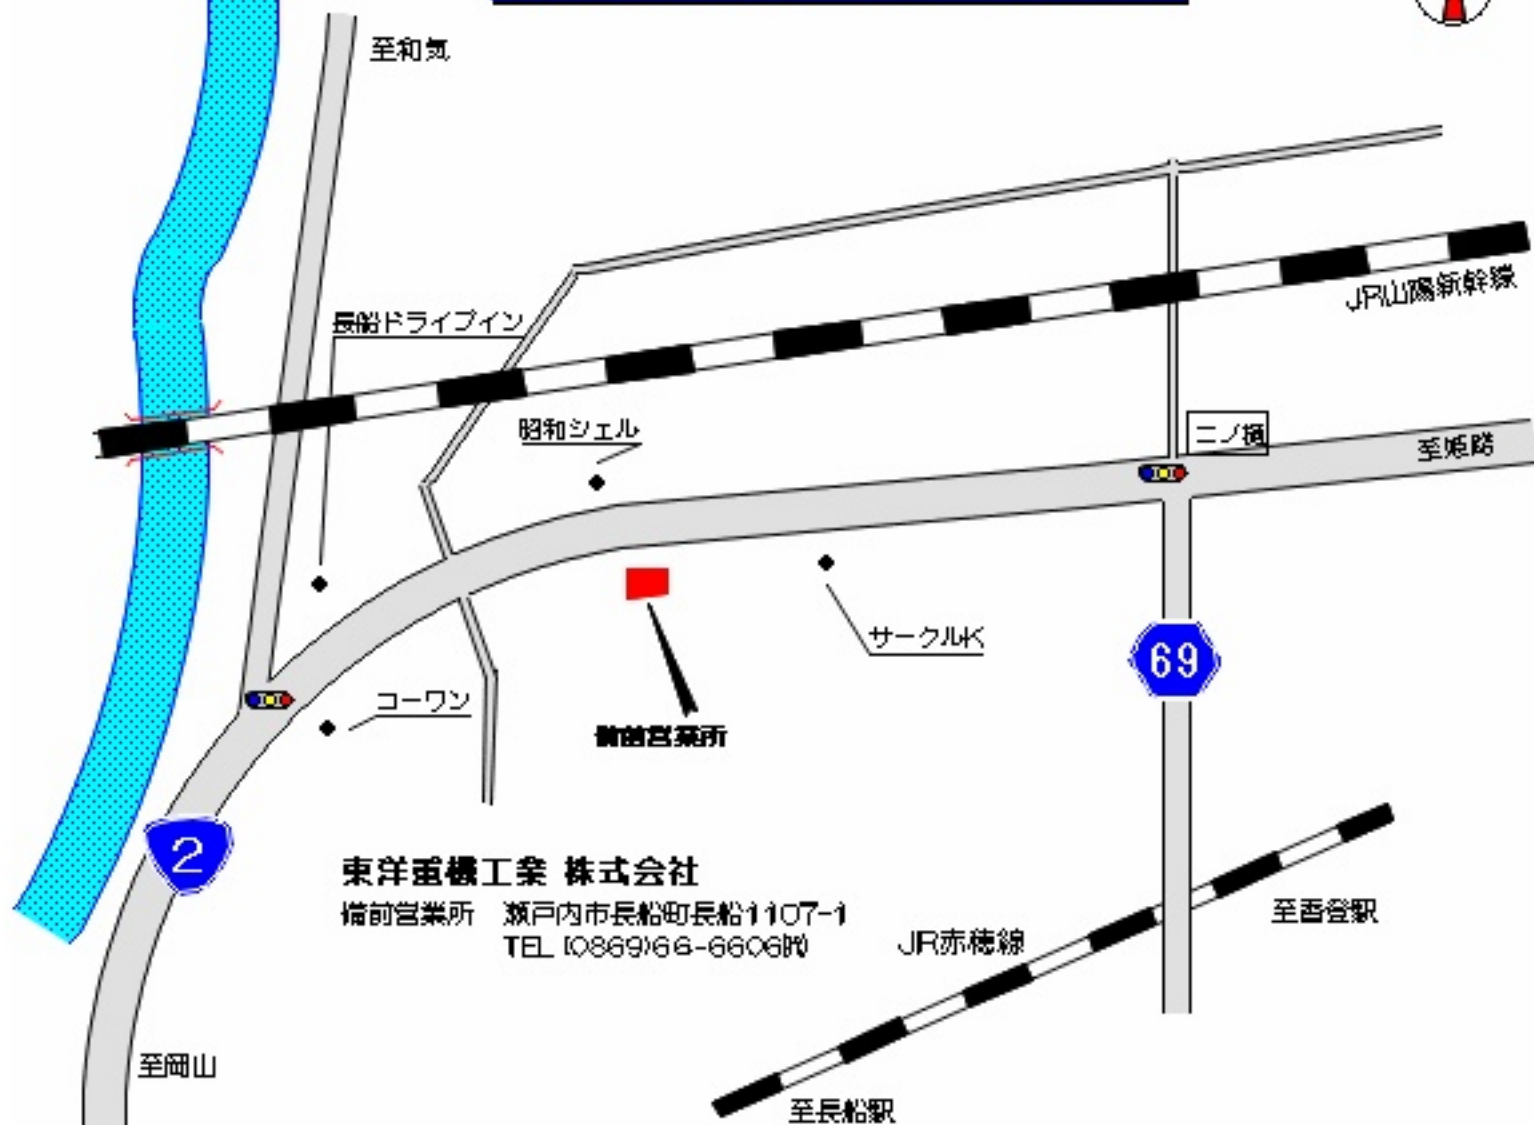 至和気
JR山陽新幹線
長船ドライブイン
昭和シェル
二ノ樋
至姫路
サークルK
69
コーワン
備前営業所
2
東洋重機工業 株式会社
備前営業所 瀬戸内市長船町長船1107-1
TEL (0869)66-6606㈹
至香登駅
JR赤穂線
至岡山
至長船駅